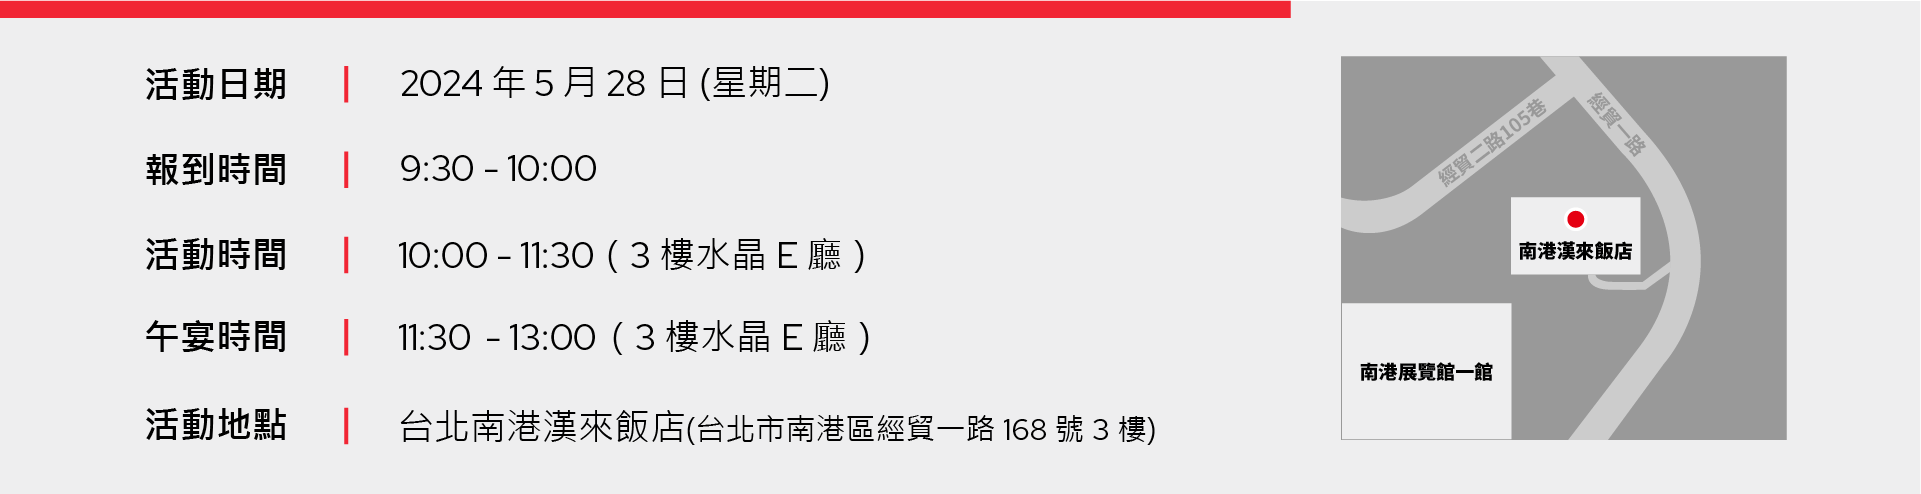 活動日期 | 2024 年 5 月 28 日 (星期二)
報到時間 | 9:30 - 10:00
活動時間 | 10:00 - 11:30 ( 3 樓水晶 E 廳 )
午宴時間 | 11:30 - 13:00 ( 3 樓水晶 E 廳 )
活動地點 | 台北南港漢來飯店(台北市南港區經貿一路 168 號 3 樓)
經貿二路105巷
經貿一路
南港漢來飯店
南港展覽館一館